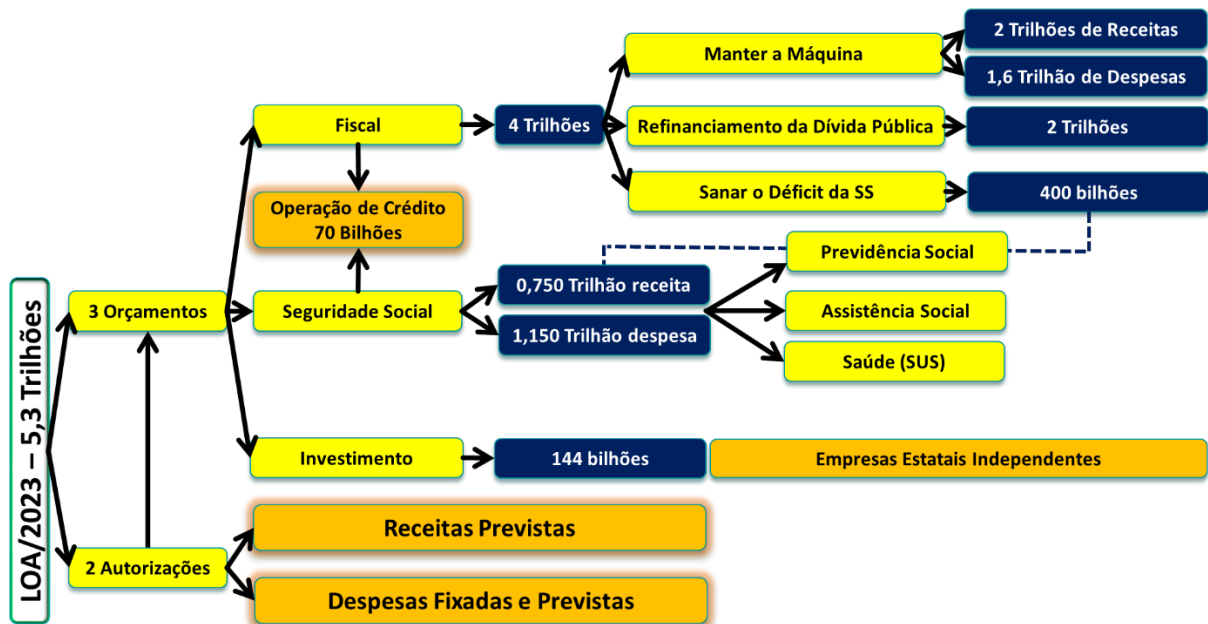 LOA/2023 – 5,3 Trilhões
3 Orçamentos
2 Autorizações
Fiscal
4 Trilhões
Manter a Máquina
2 Trilhões de Receitas
1,6 Trilhão de Despesas
Refinanciamento da Dívida Pública
2 Trilhões
Sanar o Déficit da SS
400 bilhões
Operação de Crédito
70 Bilhões
Seguridade Social
0,750 Trilhão receita
1,150 Trilhão despesa
Previdência Social
Assistência Social
Saúde (SUS)
Investimento
144 bilhões
Empresas Estatais Independentes
Receitas Previstas
Despesas Fixadas e Previstas